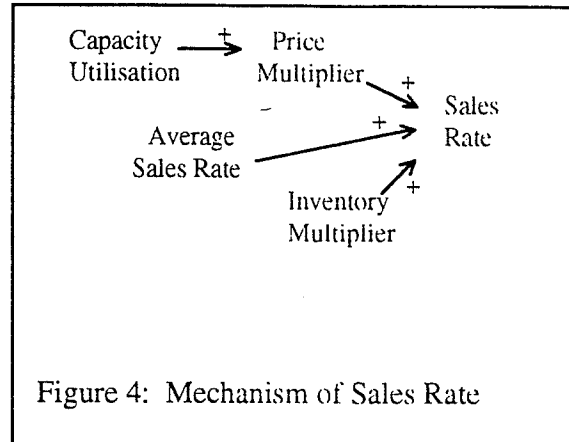 Capacity
Utilisation
+
Price
Multiplier
+
Sales
Rate
+
Average
Sales Rate
+
Inventory
Multiplier
Figure 4: Mechanism of Sales Rate